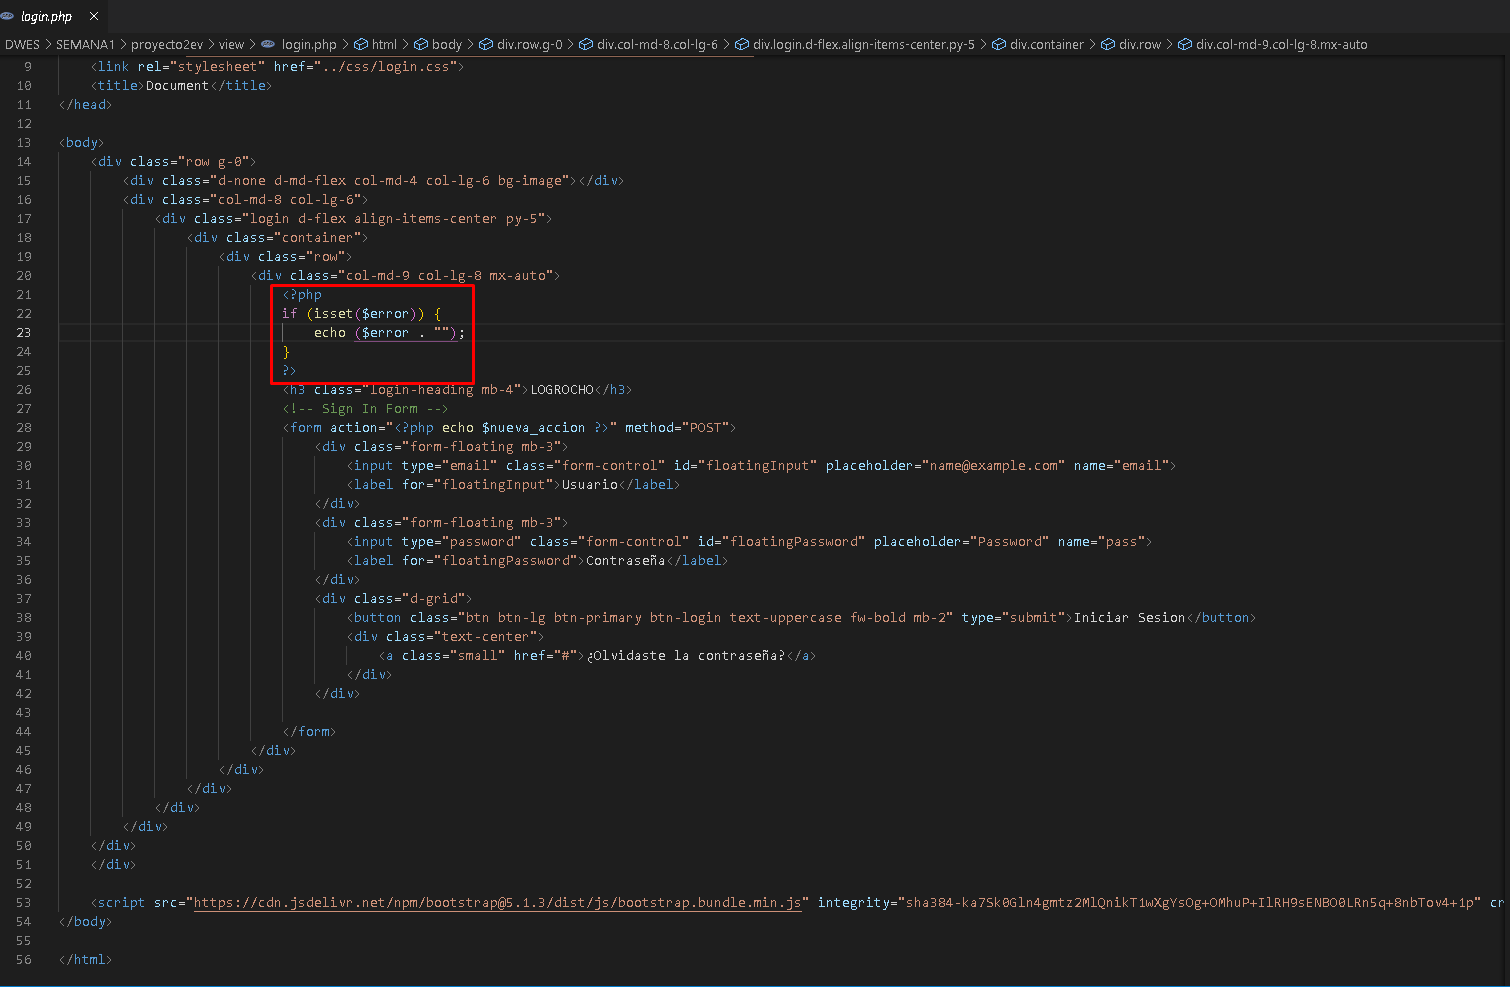 login.php
DWES > SEMANA1 > proyecto2ev > view > login.php > html > body > div.row.g-0 > div.col-md-8.col-lg-6 > div.login.d-flex.align-items-center.py-5 > div.container > div.row > div.col-md-9.col-lg-8.mx-auto
9 <link rel="stylesheet" href="../css/login.css">
10 <title>Document</title>
11 </head>
12
13 <body>
14 <div class="row g-0">
15 <div class="d-none d-md-flex col-md-4 col-lg-6 bg-image"></div>
16 <div class="col-md-8 col-lg-6">
17 <div class="login d-flex align-items-center py-5">
18 <div class="container">
19 <div class="row">
20 <div class="col-md-9 col-lg-8 mx-auto">
21 <?php
22 if (isset($error)) {
23 echo ($error . "");
24 }
25 ?>
26 <h3 class="login-heading mb-4">LOGROCHO</h3>
27 <!-- Sign In Form -->
28 <form action="<?php echo $nueva_accion ?>" method="POST">
29 <div class="form-floating mb-3">
30 <input type="email" class="form-control" id="floatingInput" placeholder="name@example.com" name="email">
31 <label for="floatingInput">Usuario</label>
32 </div>
33 <div class="form-floating mb-3">
34 <input type="password" class="form-control" id="floatingPassword" placeholder="Password" name="pass">
35 <label for="floatingPassword">Contraseña</label>
36 </div>
37 <div class="d-grid">
38 <button class="btn btn-lg btn-primary btn-login text-uppercase fw-bold mb-2" type="submit">Iniciar Sesion</button>
39 <div class="text-center">
40 <a class="small" href="#">¿Olvidaste la contraseña?</a>
41 </div>
42 </div>
43
44 </form>
45 </div>
46 </div>
47 </div>
48 </div>
49 </div>
50 </div>
51 </div>
52
53 <script src="https://cdn.jsdelivr.net/npm/bootstrap@5.1.3/dist/js/bootstrap.bundle.min.js" integrity="sha384-ka7Sk0Gln4gmtz2MlQnikT1wXgYsOg+OMhuP+IlRH9sENBO0LRn5q+8nbTov4+1p" cr
54 </body>
55
56 </html>